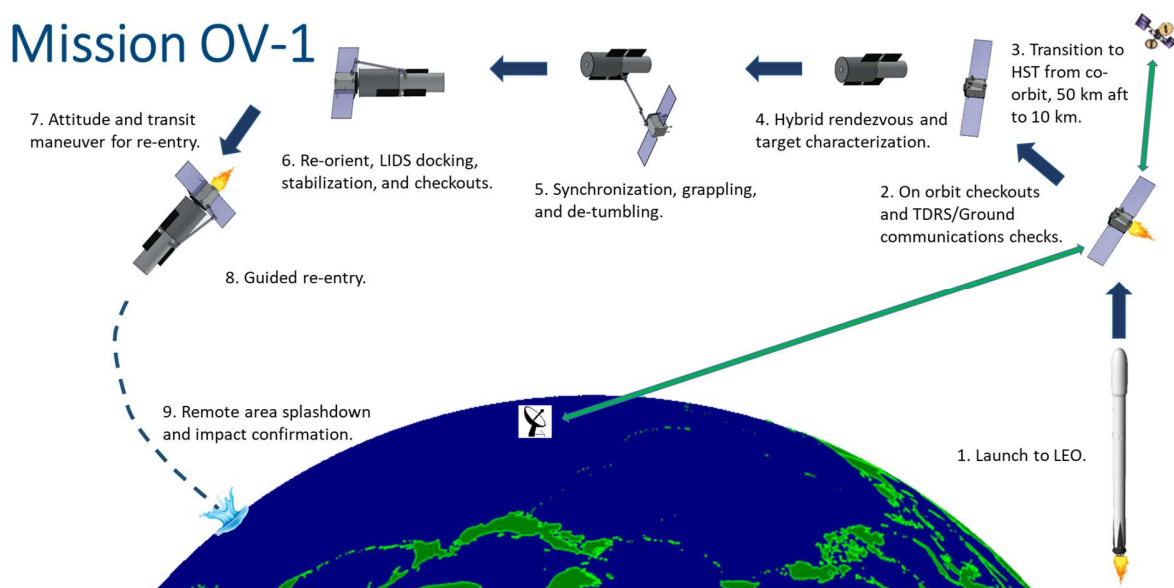 Mission OV-1
1. Launch to LEO.
2. On orbit checkouts
and TDRS/Ground
communications checks.
3. Transition to
HST from co-
orbit, 50 km aft
to 10 km.
4. Hybrid rendezvous and
target characterization.
5. Synchronization, grappling,
and de-tumbling.
6. Re-orient, LIDS docking,
stabilization, and checkouts.
7. Attitude and transit
maneuver for re-entry.
8. Guided re-entry.
9. Remote area splashdown
and impact confirmation.